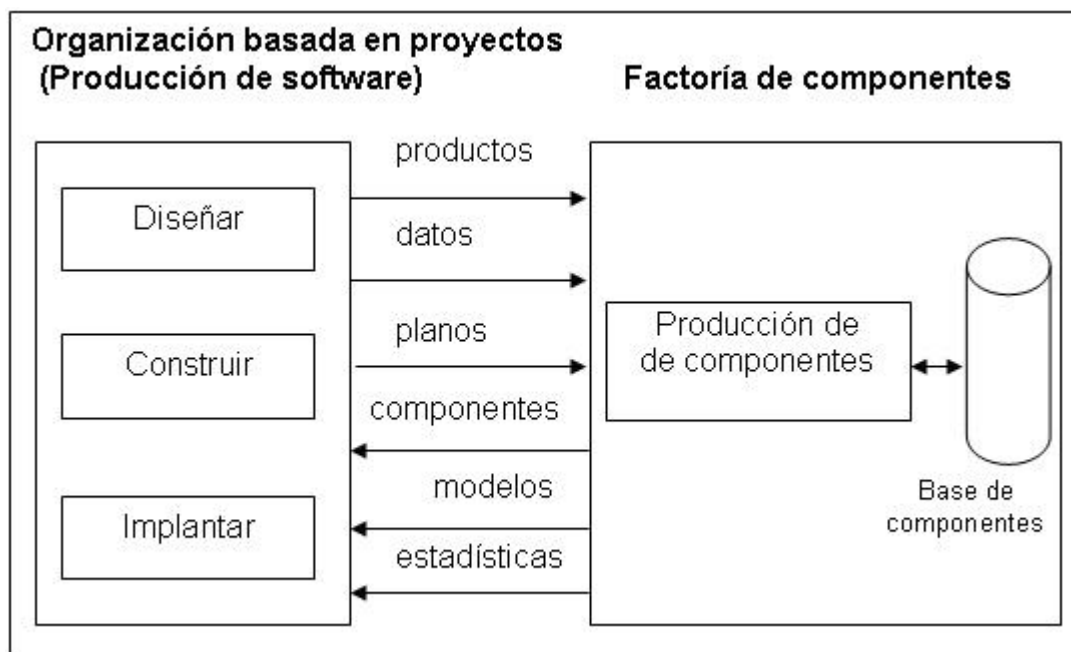 Organización basada en proyectos
(Producción de software)
Factoría de componentes
productos
Diseñar
datos
planos
Producción de
de componentes
Construir
componentes
modelos
Base de
componentes
Implantar
estadísticas